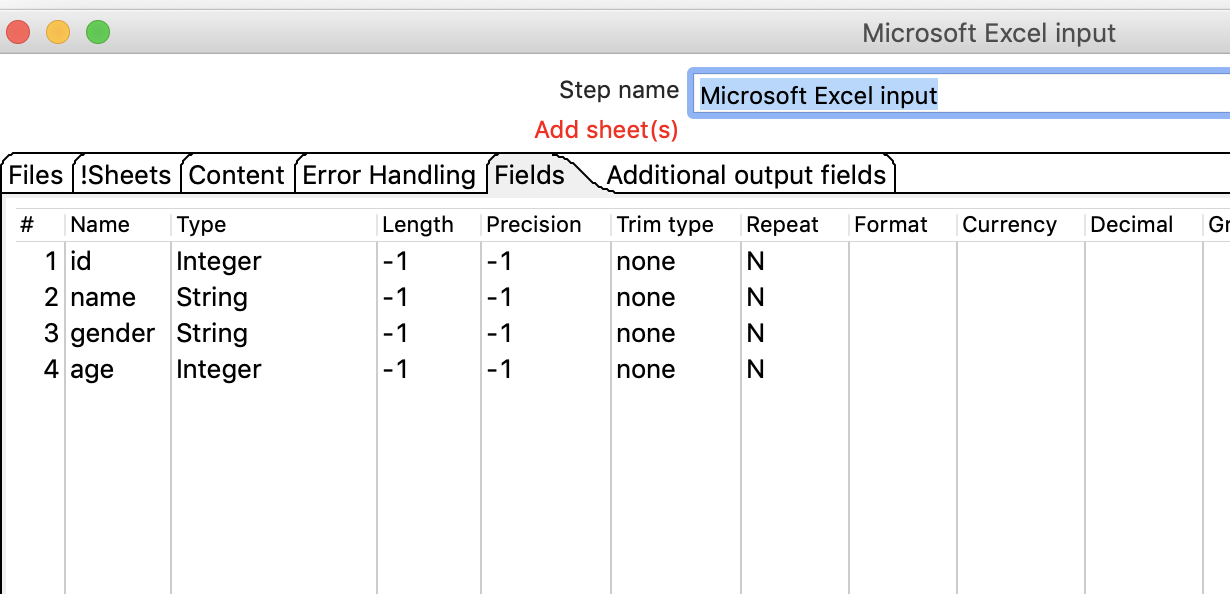 Microsoft Excel input
Step name Microsoft Excel input
Add sheet(s)
Files !Sheets Content Error Handling Fields Additional output fields
# Name Type Length Precision Trim type Repeat Format Currency Decimal Gr
1 id Integer -1 -1 none N
2 name String -1 -1 none N
3 gender String -1 -1 none N
4 age Integer -1 -1 none N